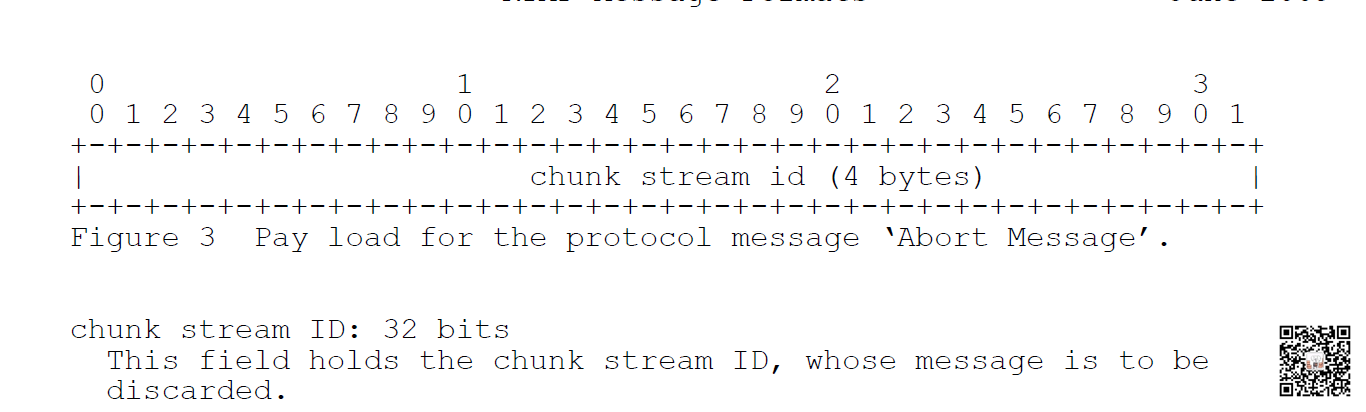 0                   1                   2                   3
0 1 2 3 4 5 6 7 8 9 0 1 2 3 4 5 6 7 8 9 0 1 2 3 4 5 6 7 8 9 0 1
+-+-+-+-+-+-+-+-+-+-+-+-+-+-+-+-+-+-+-+-+-+-+-+-+-+-+-+-+-+-+-+-+
|                        chunk stream id (4 bytes)              |
+-+-+-+-+-+-+-+-+-+-+-+-+-+-+-+-+-+-+-+-+-+-+-+-+-+-+-+-+-+-+-+-+
Figure 3  Pay load for the protocol message ‘Abort Message’.
chunk stream ID: 32 bits
This field holds the chunk stream ID, whose message is to be
discarded.